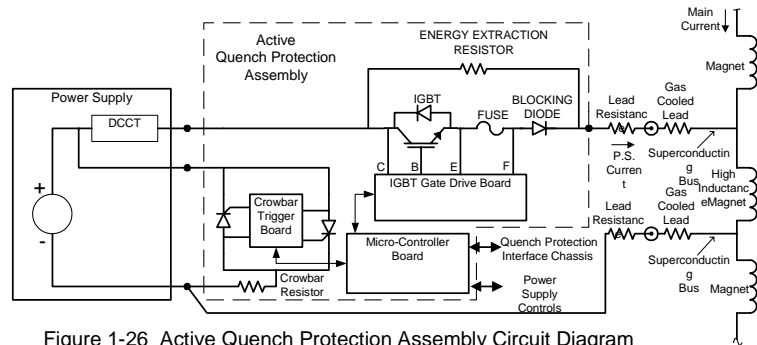 Main
Current
Active
Quench Protection
Assembly
ENERGY EXTRACTION
RESISTOR
Magnet
Power Supply
DCCT
IGBT
FUSE
BLOCKING
DIODE
Lead
Resistanc
e
Gas
Cooled
Lead
P.S.
Curren
t
Superconductin
g
Bus
C
B
E
F
IGBT Gate Drive Board
High
Inductanc
eMagnet
+
-
Crowbar
Trigger
Board
Lead
Resistanc
e
Gas
Cooled
Lead
Micro-Controller
Board
Quench Protection
Interface Chassis
Crowbar
Resistor
Power
Supply
Controls
Superconductin
g
Bus
Magnet
Figure 1-26 Active Quench Protection Assembly Circuit Diagram